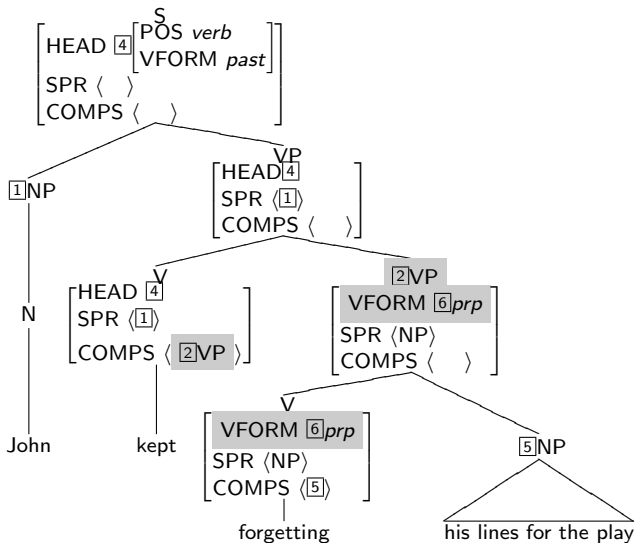 S
HEAD 4 POS verb
VFORM past
SPR ⟨ ⟩
COMPS ⟨ ⟩
1NP
VP
HEAD4
SPR ⟨1⟩
COMPS ⟨ ⟩
N
V
HEAD 4
SPR ⟨1⟩
COMPS ⟨ 2VP ⟩
2VP
VFORM 6prp
SPR ⟨NP⟩
COMPS ⟨ ⟩
John
kept
V
VFORM 6prp
SPR ⟨NP⟩
COMPS ⟨5⟩
5NP
forgetting
his lines for the play